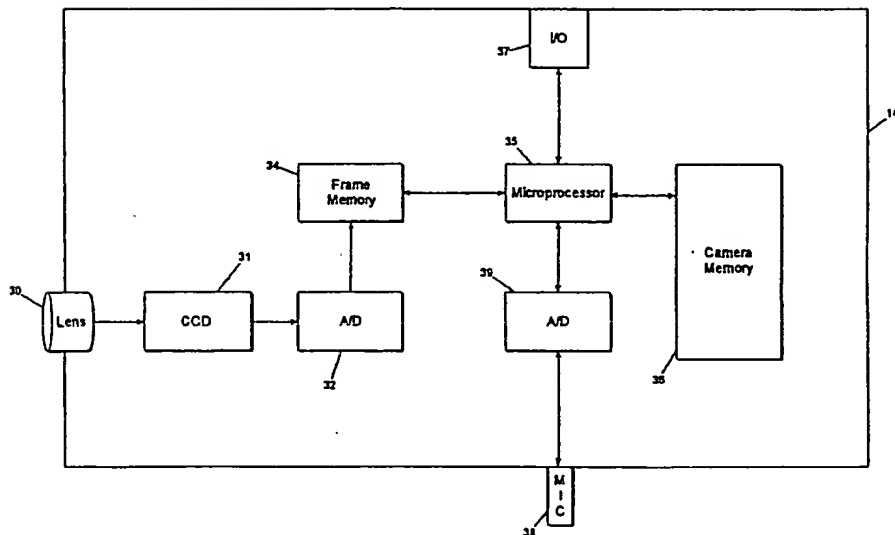 I/O
37
14
35
34
Frame
Memory
Microprocessor
Camera
Memory
31
39
30
Lens
CCD
A/D
A/D
32
36
M
I
C
38